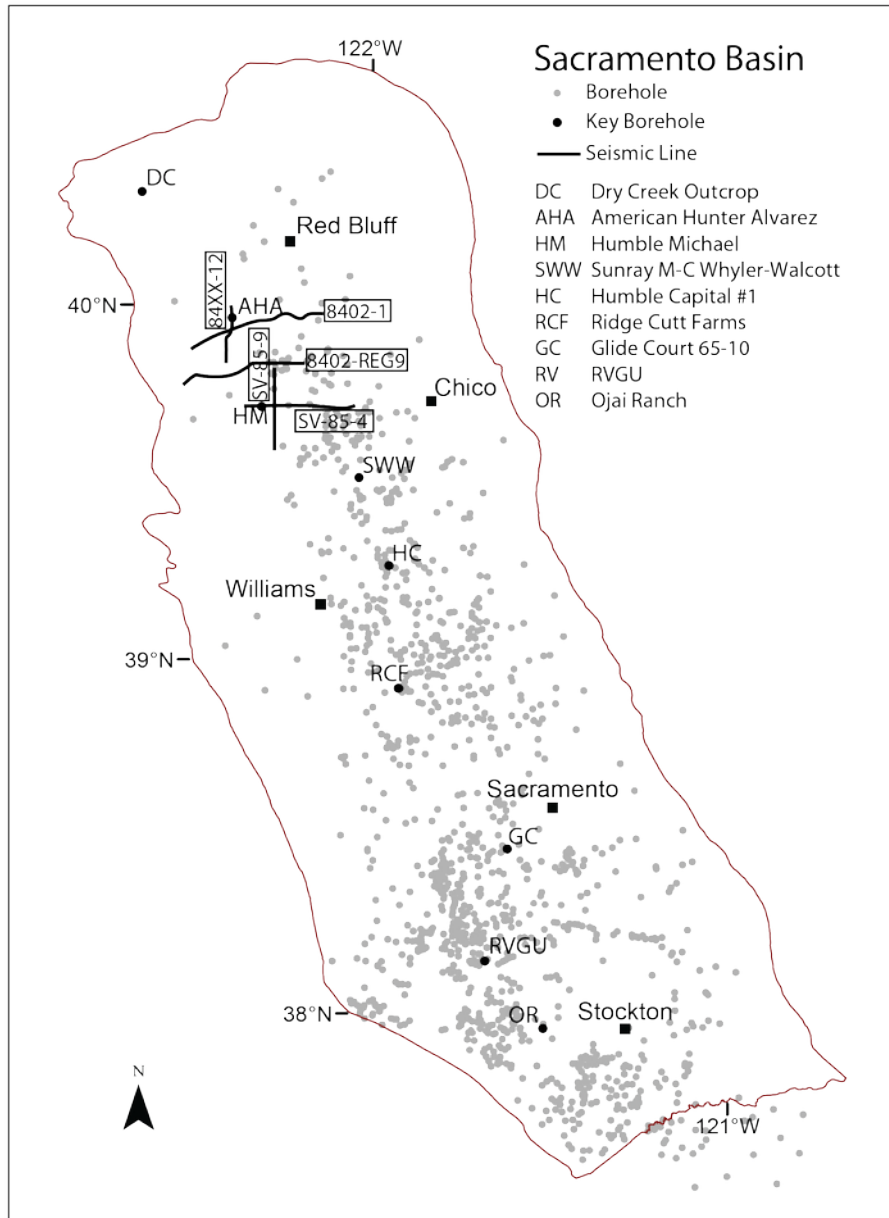 122°W
Sacramento Basin
Borehole
Key Borehole
Seismic Line
DC Dry Creek Outcrop
AHA American Hunter Alvarez
HM Humble Michael
SWW Sunray M-C Whyler-Walcott
HC Humble Capital #1
RCF Ridge Cutt Farms
GC Glide Court 65-10
RV RVGU
OR Ojai Ranch
DC
Red Bluff
84XX-12
40°N
AHA
8402-1
SV-85-9
8402-REG9
Chico
HM
SV-85-4
SWW
HC
Williams
39°N
RCF
Sacramento
GC
RVGU
38°N
OR
Stockton
N
121°W